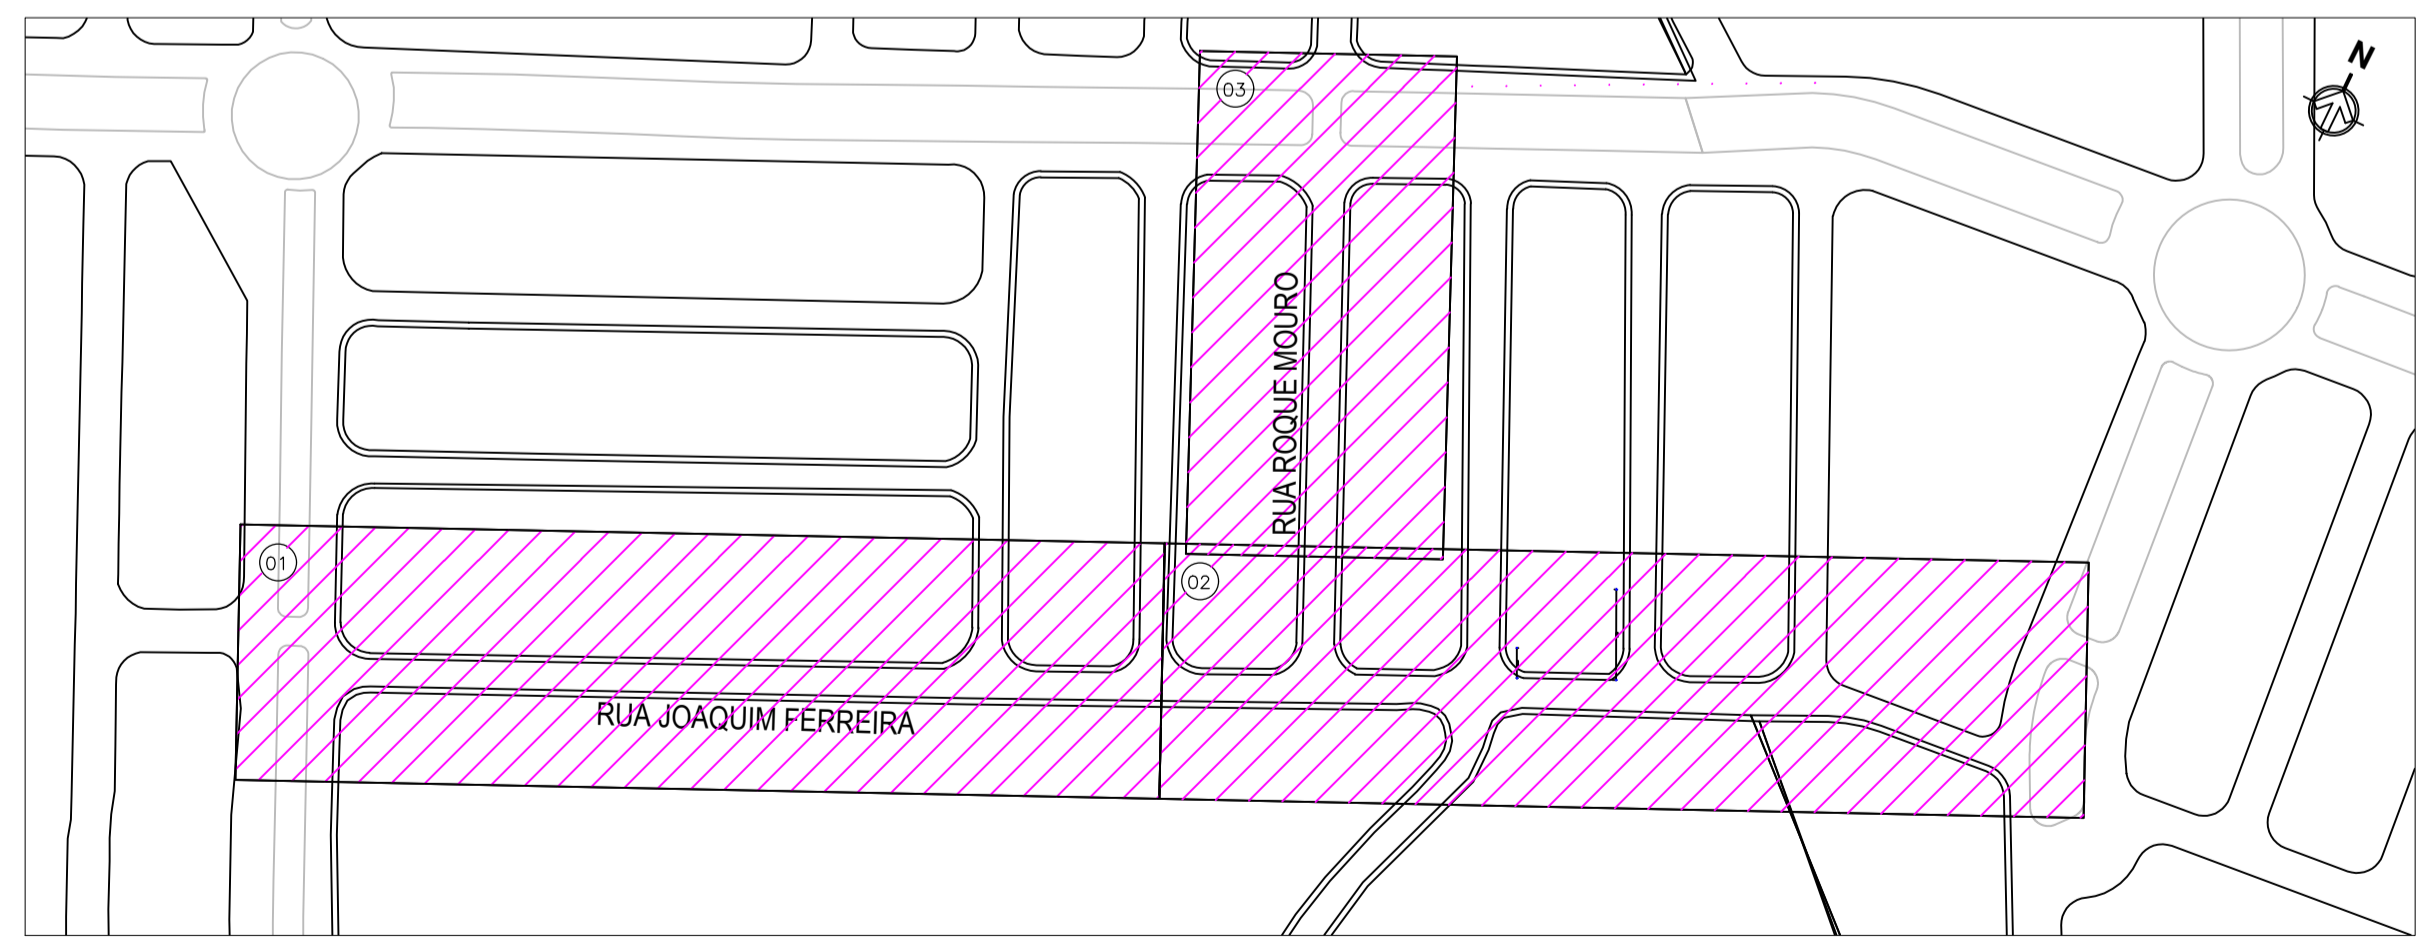 N
03
RUA ROQUE MOURO
01
02
RUA JOAQUIM FERREIRA